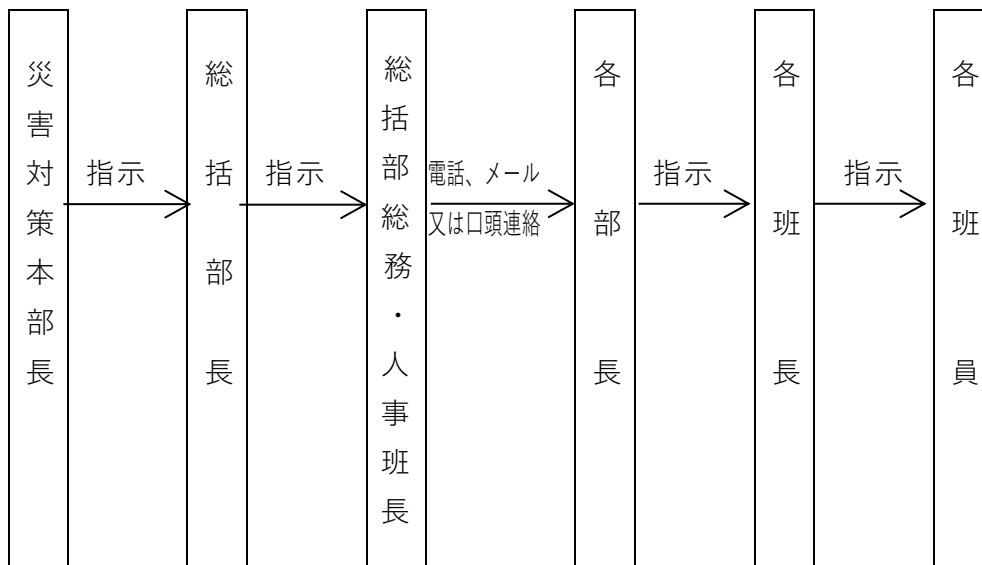 災害対策本部長
指示
総括部長
指示
総括部総務・人事班長
電話、メール
又は口頭連絡
各部長
指示
各班長
指示
各班員